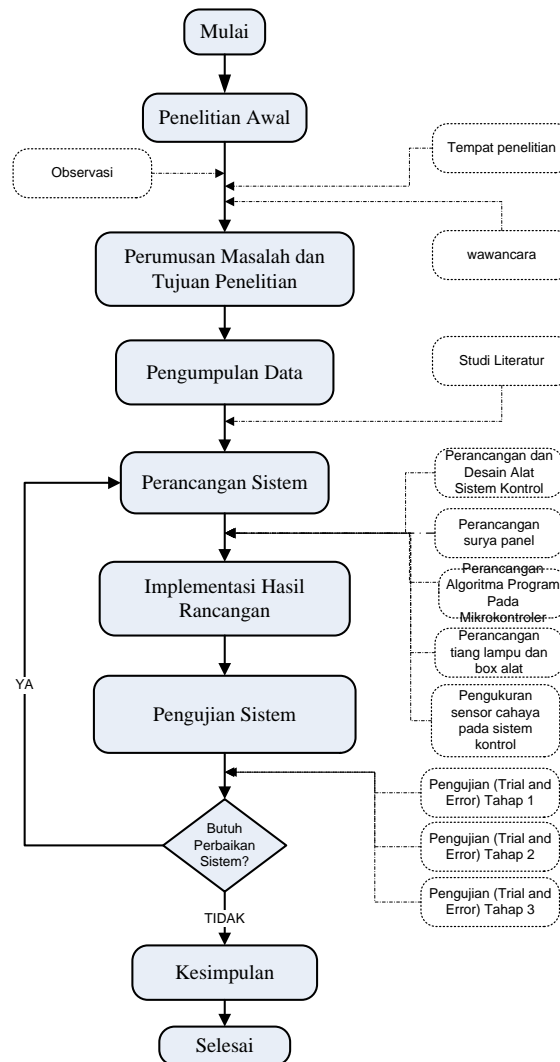 Mulai
Penelitian Awal
Observasi
Tempat penelitian
wawancara
Perumusan Masalah dan
Tujuan Penelitian
Studi Literatur
Pengumpulan Data
Perancangan Sistem
Perancangan dan
Desain Alat
Sistem Kontrol
Perancangan
surya panel
Perancangan
Algoritma Program
Pada
Mikrokontroler
Perancangan
tiang lampu dan
box alat
Pengukuran
sensor cahaya
pada sistem
kontrol
Implementasi Hasil
Rancangan
YA
Pengujian Sistem
Pengujian (Trial and
Error) Tahap 1
Pengujian (Trial and
Error) Tahap 2
Pengujian (Trial and
Error) Tahap 3
Butuh
Perbaikan
Sistem?
TIDAK
Kesimpulan
Selesai